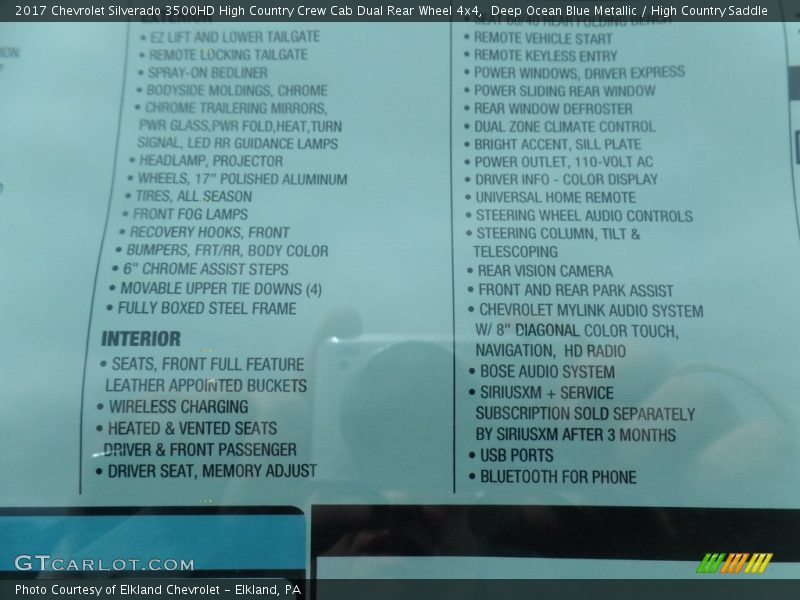 2017 Chevrolet Silverado 3500HD High Country Crew Cab Dual Rear Wheel 4x4, Deep Ocean Blue Metallic / High Country Saddle
EXTERIOR
• EZ LIFT AND LOWER TAILGATE
• REMOTE LOCKING TAILGATE
• SPRAY-ON BEDLINER
• BODYSIDE MOLDINGS, CHROME
• CHROME TRAILERING MIRRORS,
PWR GLASS,PWR FOLD,HEAT,TURN
SIGNAL, LED RR GUIDANCE LAMPS
• HEADLAMP, PROJECTOR
• WHEELS, 17" POLISHED ALUMINUM
• TIRES, ALL SEASON
• FRONT FOG LAMPS
• RECOVERY HOOKS, FRONT
• BUMPERS, FRT/RR, BODY COLOR
• 6" CHROME ASSIST STEPS
• MOVABLE UPPER TIE DOWNS (4)
• FULLY BOXED STEEL FRAME
INTERIOR
• SEATS, FRONT FULL FEATURE
LEATHER APPOINTED BUCKETS
• WIRELESS CHARGING
• HEATED & VENTED SEATS
DRIVER & FRONT PASSENGER
• DRIVER SEAT, MEMORY ADJUST
• SEAT 60/40 REAR FOLDING BENCH
• REMOTE VEHICLE START
• REMOTE KEYLESS ENTRY
• POWER WINDOWS, DRIVER EXPRESS
• POWER SLIDING REAR WINDOW
• REAR WINDOW DEFROSTER
• DUAL ZONE CLIMATE CONTROL
• BRIGHT ACCENT, SILL PLATE
• POWER OUTLET, 110-VOLT AC
• DRIVER INFO - COLOR DISPLAY
• UNIVERSAL HOME REMOTE
• STEERING WHEEL AUDIO CONTROLS
• STEERING COLUMN, TILT &
TELESCOPING
• REAR VISION CAMERA
• FRONT AND REAR PARK ASSIST
• CHEVROLET MYLINK AUDIO SYSTEM
W/ 8" DIAGONAL COLOR TOUCH,
NAVIGATION, HD RADIO
• BOSE AUDIO SYSTEM
• SIRIUSXM + SERVICE
SUBSCRIPTION SOLD SEPARATELY
BY SIRIUSXM AFTER 3 MONTHS
• USB PORTS
• BLUETOOTH FOR PHONE
GTCARLOT.COM
Photo Courtesy of Elkland Chevrolet - Elkland, PA